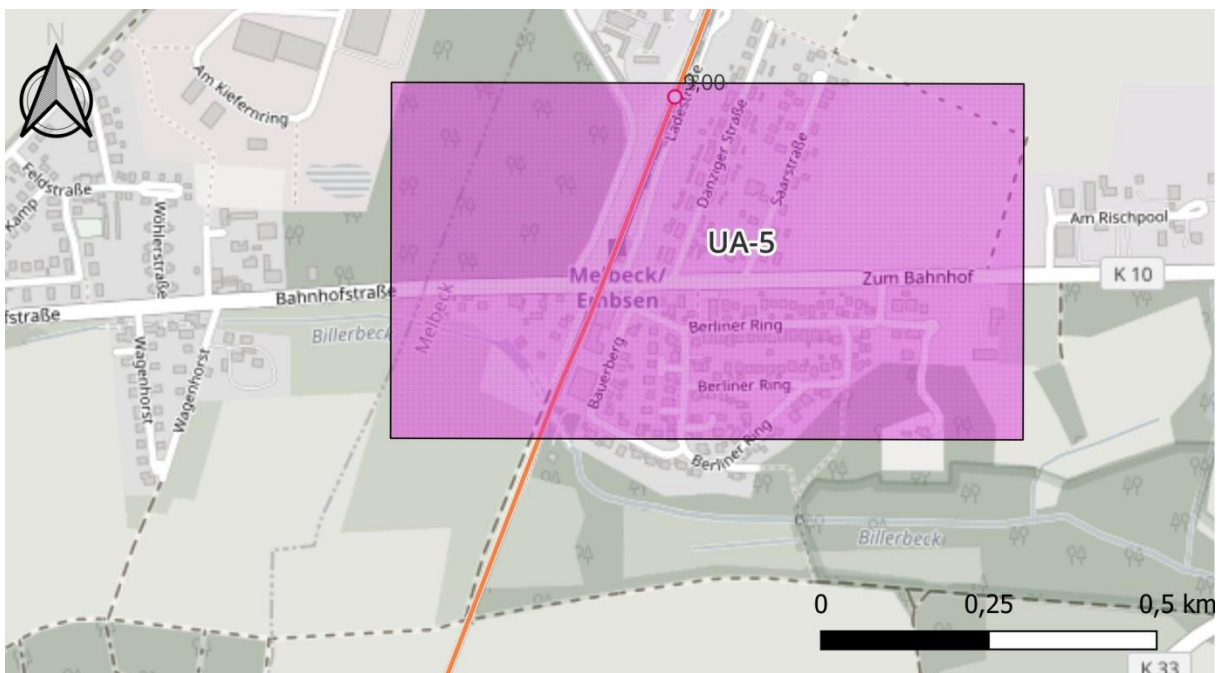 N
9200
Ladestraße
Am Kiefernring
Danziger Straße
Saarstraße
Feldstraße
Kamp
Wöhlerstraße
Am Rischpool
UA-5
Melbeck/
Embsen
Zum Bahnhof
K 10
Bahnhofstraße
fstraße
Billerbeck
Melbeck
Berliner Ring
Wagenhorst
Wagenhorst
Bauerberg
Berliner Ring
Berliner Ring
Billerbeck
0
0,25
0,5 km
K 33